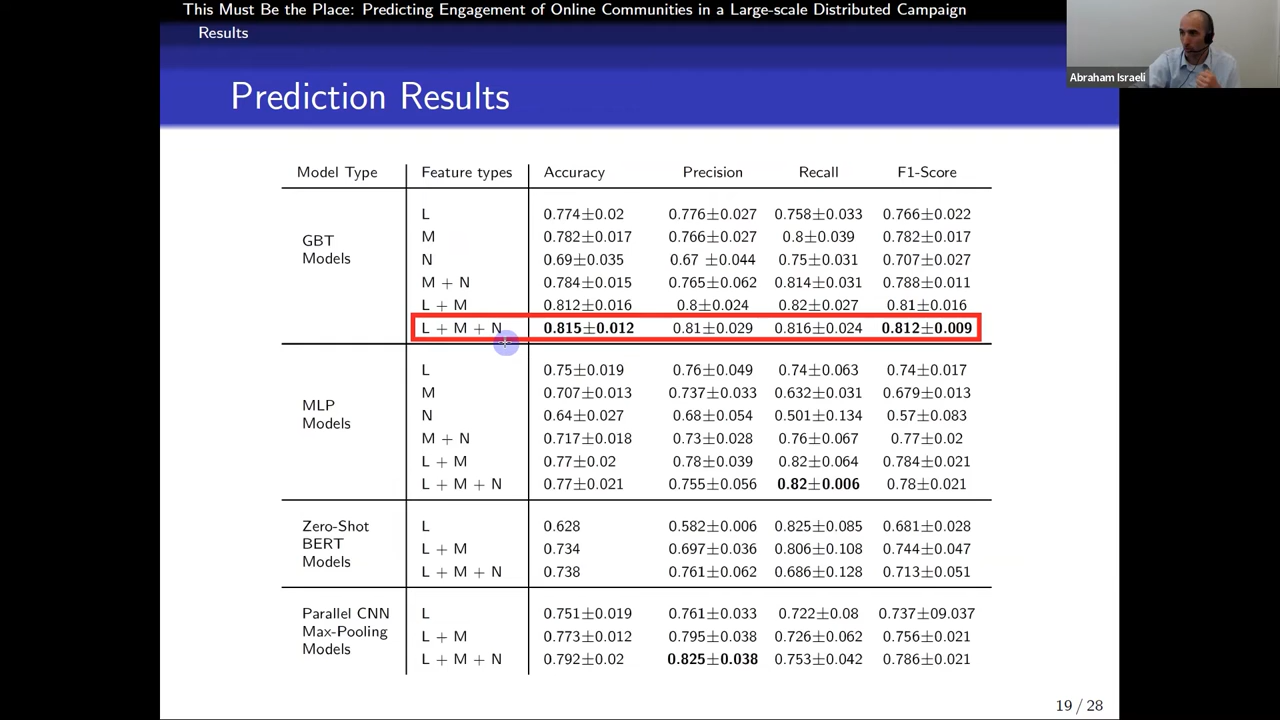 This Must Be the Place: Predicting Engagement of Online Communities in a Large-scale Distributed Campaign
Results
Abraham Israeli
Prediction Results
Model Type Feature types Accuracy Precision Recall F1-Score
GBT Models
L 0.774±0.02 0.776±0.027 0.758±0.033 0.766±0.022
M 0.782±0.017 0.766±0.027 0.8±0.039 0.782±0.017
N 0.69±0.035 0.67 ±0.044 0.75±0.031 0.707±0.027
M + N 0.784±0.015 0.765±0.062 0.814±0.031 0.788±0.011
L + M 0.812±0.016 0.8±0.024 0.82±0.027 0.81±0.016
L + M + N 0.815±0.012 0.81±0.029 0.816±0.024 0.812±0.009
MLP Models
L 0.75±0.019 0.76±0.049 0.74±0.063 0.74±0.017
M 0.707±0.013 0.737±0.033 0.632±0.031 0.679±0.013
N 0.64±0.027 0.68±0.054 0.501±0.134 0.57±0.083
M + N 0.717±0.018 0.73±0.028 0.76±0.067 0.77±0.02
L + M 0.77±0.02 0.78±0.039 0.82±0.064 0.784±0.021
L + M + N 0.77±0.021 0.755±0.056 0.82±0.006 0.78±0.021
Zero-Shot BERT Models
L 0.628 0.582±0.006 0.825±0.085 0.681±0.028
L + M 0.734 0.697±0.036 0.806±0.108 0.744±0.047
L + M + N 0.738 0.761±0.062 0.686±0.128 0.713±0.051
Parallel CNN Max-Pooling Models
L 0.751±0.019 0.761±0.033 0.722±0.08 0.737±09.037
L + M 0.773±0.012 0.795±0.038 0.726±0.062 0.756±0.021
L + M + N 0.792±0.02 0.825±0.038 0.753±0.042 0.786±0.021
19 / 28